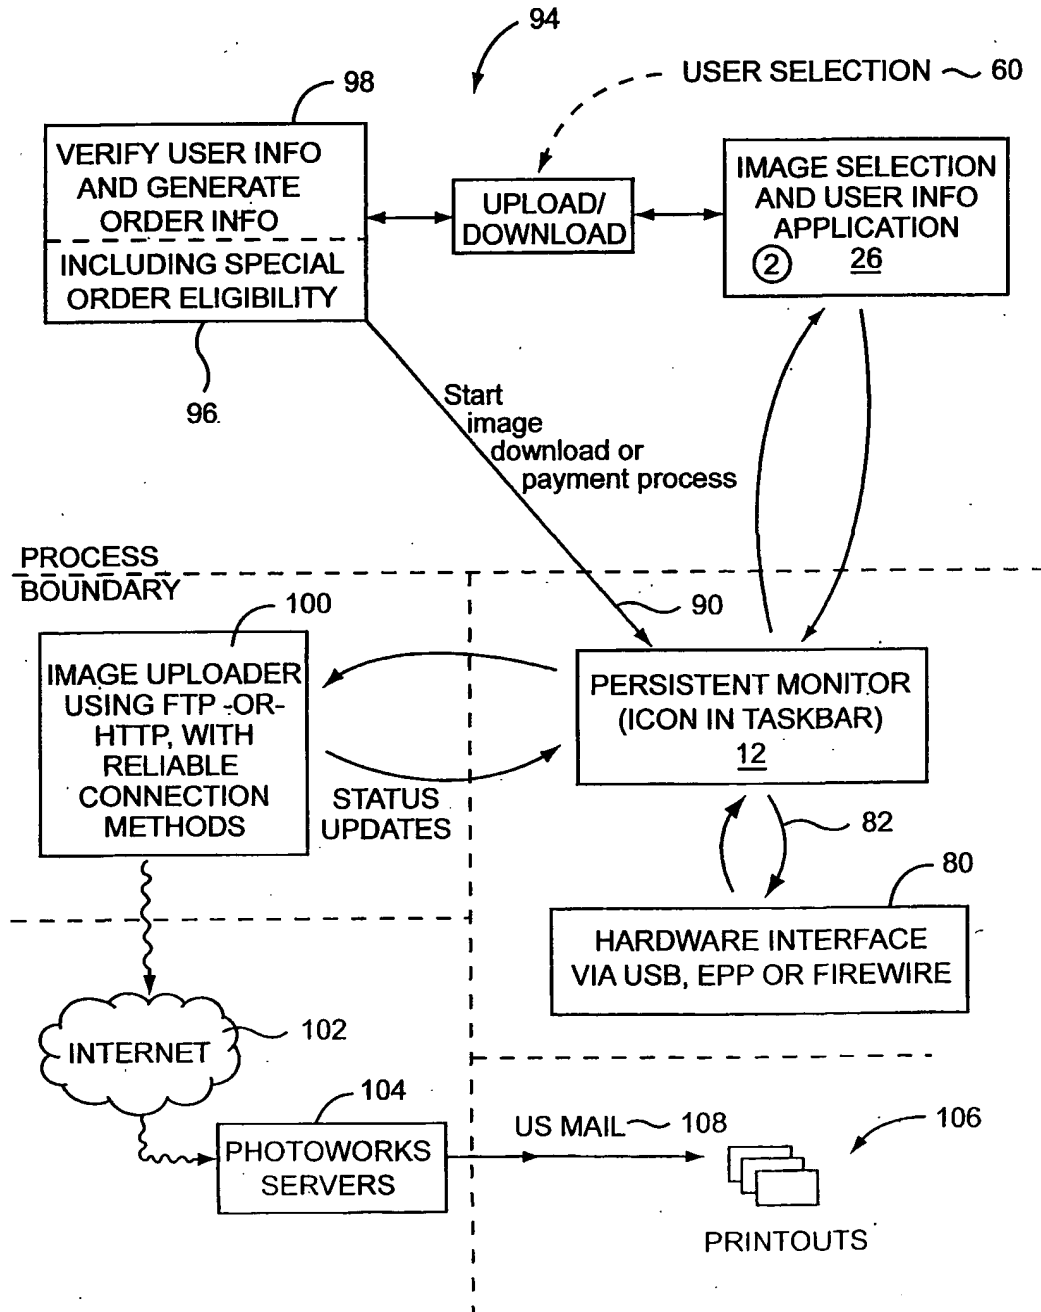 94
USER SELECTION 60
98
VERIFY USER INFO
AND GENERATE
ORDER INFO
INCLUDING SPECIAL
ORDER ELIGIBILITY
96
UPLOAD/
DOWNLOAD
IMAGE SELECTION
AND USER INFO
APPLICATION
2 26
Start
image
download or
payment process
PROCESS
BOUNDARY
90
100
IMAGE UPLOADER
USING FTP -OR-
HTTP, WITH
RELIABLE
CONNECTION
METHODS
STATUS
UPDATES
PERSISTENT MONITOR
(ICON IN TASKBAR)
12
82
80
HARDWARE INTERFACE
VIA USB, EPP OR FIREWIRE
INTERNET
102
104
PHOTOWORKS
SERVERS
US MAIL 108
106
PRINTOUTS